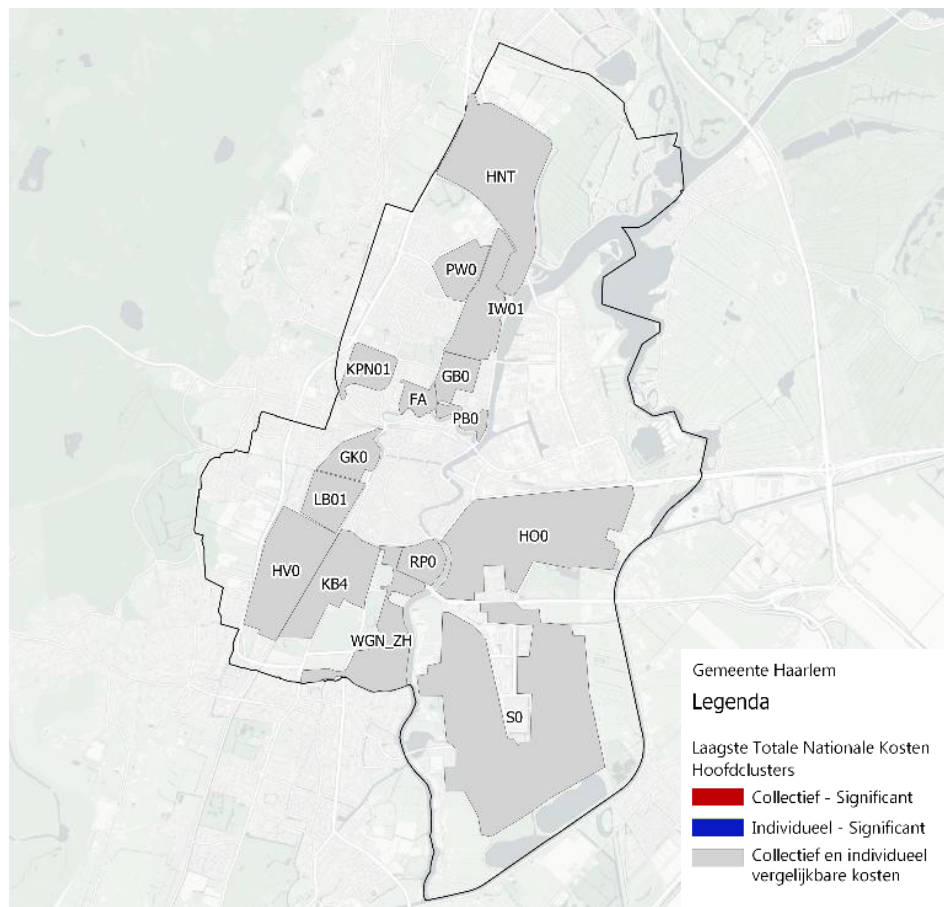 HNT
PW0
IW01
KPN01
GB0
FA
PB0
GK0
LB01
HO0
RP0
HV0
KB4
WGN_ZH
S0
Gemeente Haarlem
Legenda
Laagste Totale Nationale Kosten
Hoofdclusters
Collectief - Significant
Individueel - Significant
Collectief en individueel
vergelijkbare kosten